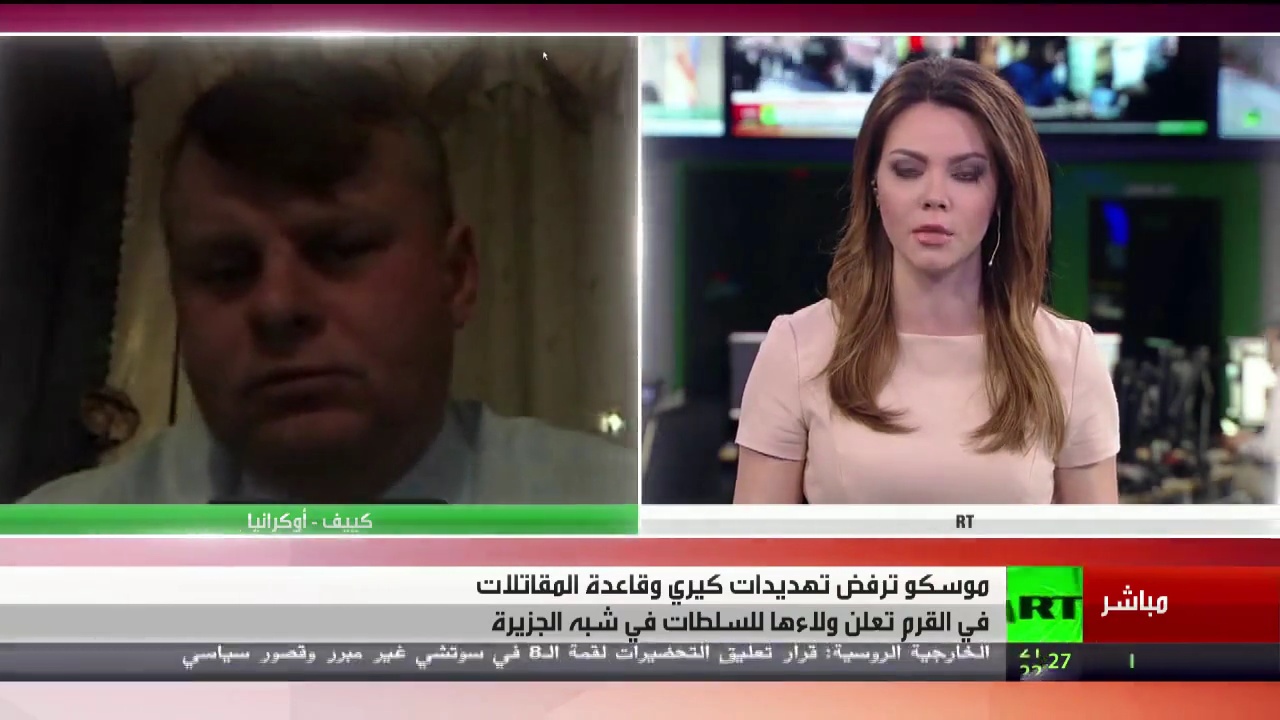 كييف - أوكرانيا
RT
موسكو ترفض تهديدات كيري وقاعدة المقاتلات
في القرم تعلن ولاءها للسلطات في شبه الجزيرة
RT
مباشر
الخارجية الروسية: قرار تعليق التحضيرات لقمة الـ8 في سوتشي غير مبرر وقصور سياسي